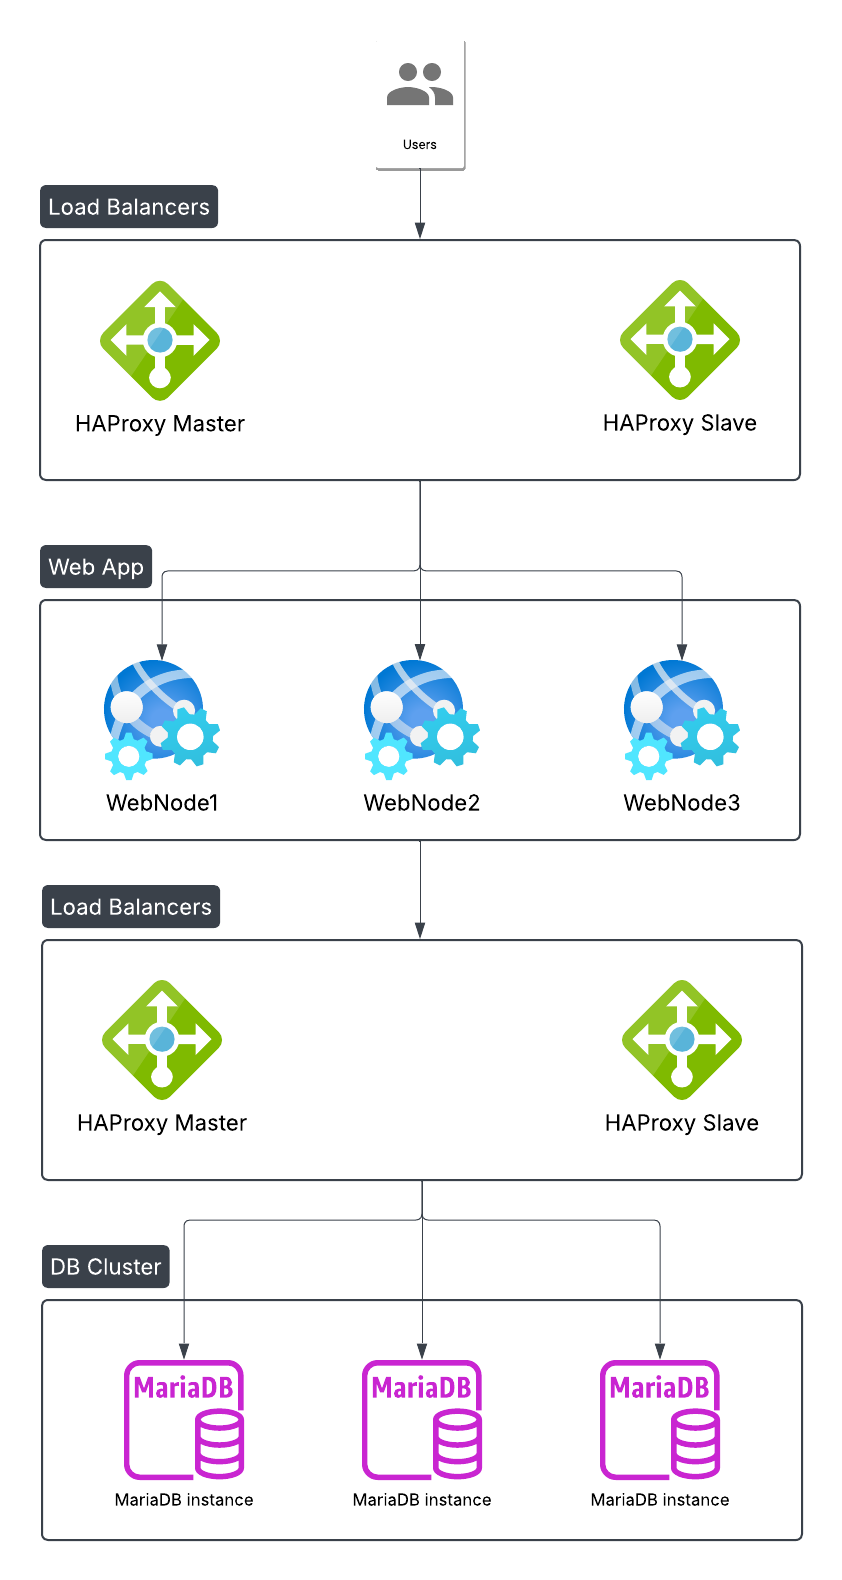 Users
Load Balancers
HAProxy Master
HAProxy Slave
Web App
WebNode1
WebNode2
WebNode3
Load Balancers
HAProxy Master
HAProxy Slave
DB Cluster
MariaDB
MariaDB
MariaDB
MariaDB instance
MariaDB instance
MariaDB instance